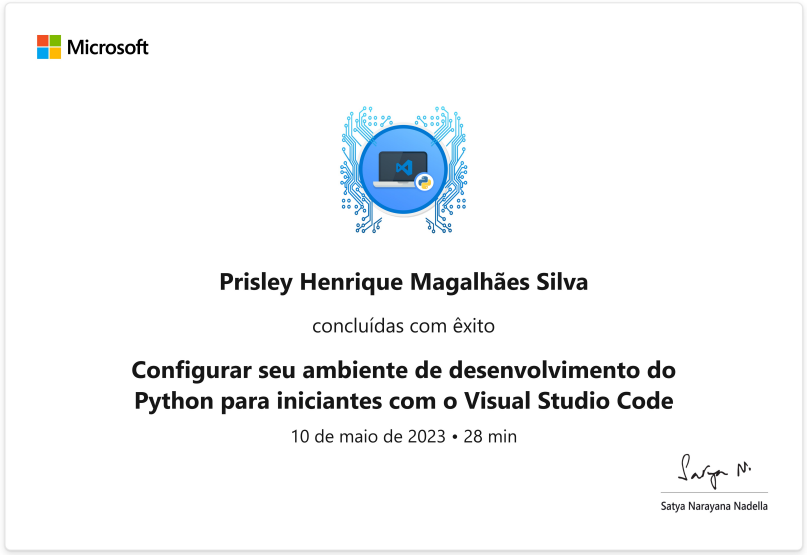 Microsoft
Prisley Henrique Magalhães Silva
concluídas com êxito
Configurar seu ambiente de desenvolvimento do
Python para iniciantes com o Visual Studio Code
10 de maio de 2023 • 28 min
Satya N.
Satya Narayana Nadella